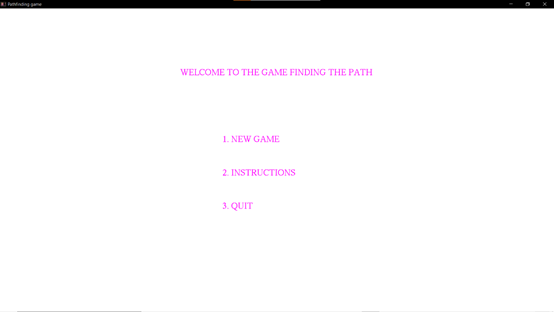 Pathfinding game
WELCOME TO THE GAME FINDING THE PATH
1. NEW GAME
2. INSTRUCTIONS
3. QUIT